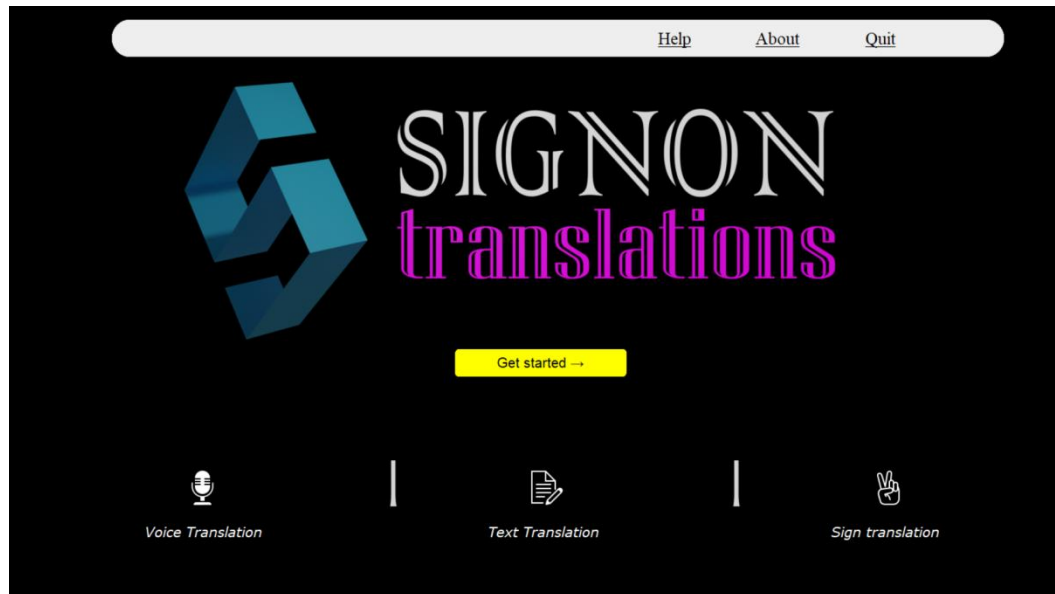 Help About Quit
SIGNON
translations
Get started →
Voice Translation Text Translation Sign translation